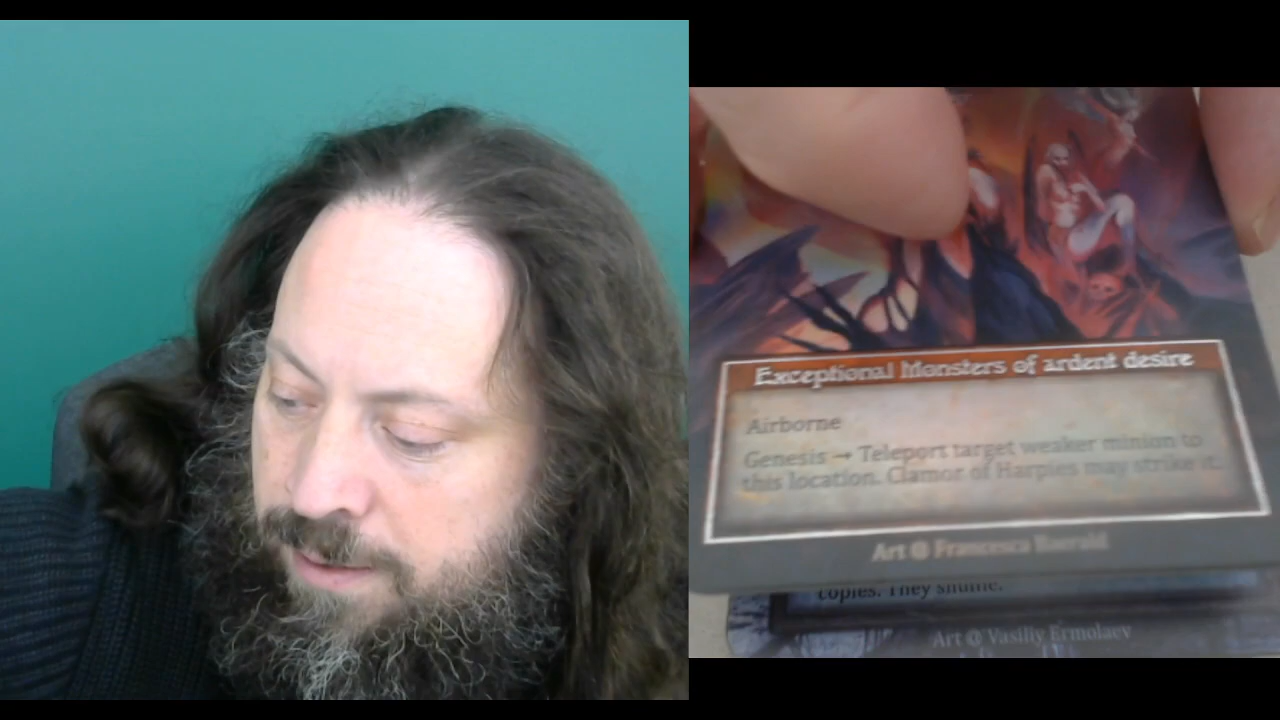 Exceptional Monsters of ardent desire
Airborne
Genesis → Teleport target weaker minion to
this location. Clamor of Harpies may strike it.
Art @ Francesca Baerald
copies. They shuffle.
Art @ Vasiliy Ermolaev